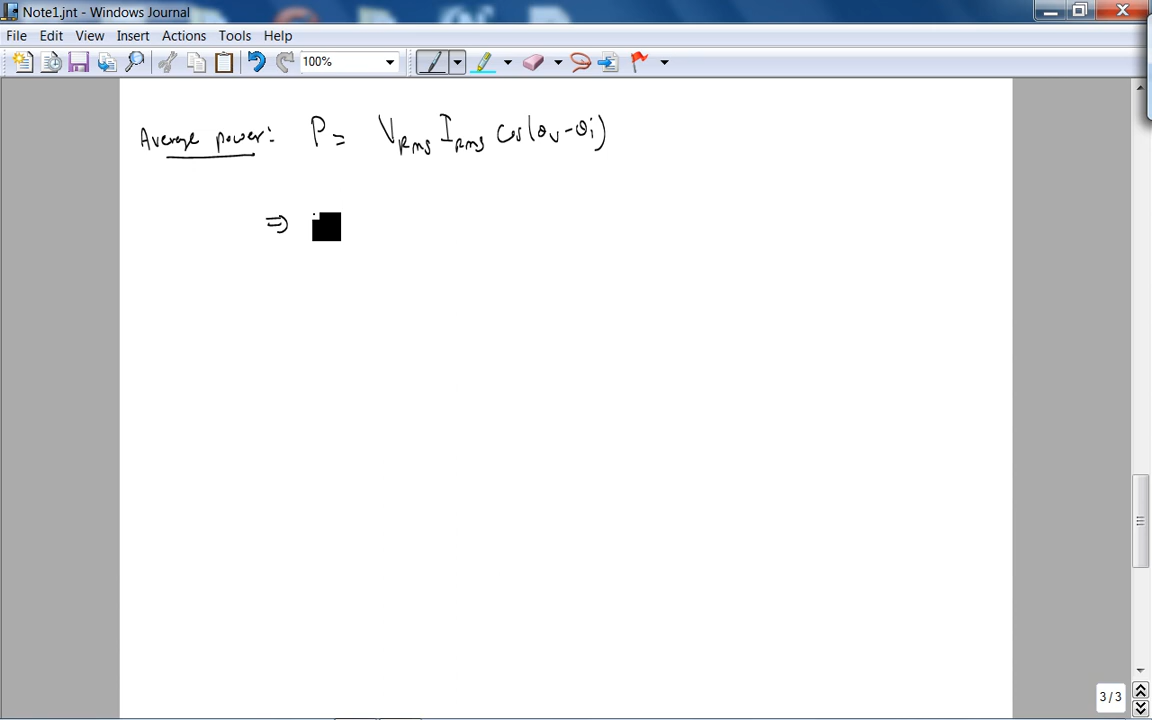 Note1.jnt - Windows Journal
File Edit View Insert Actions Tools Help
100%
Average power: P = VRms IRms cos(θv-θi)
⇒
3 / 3